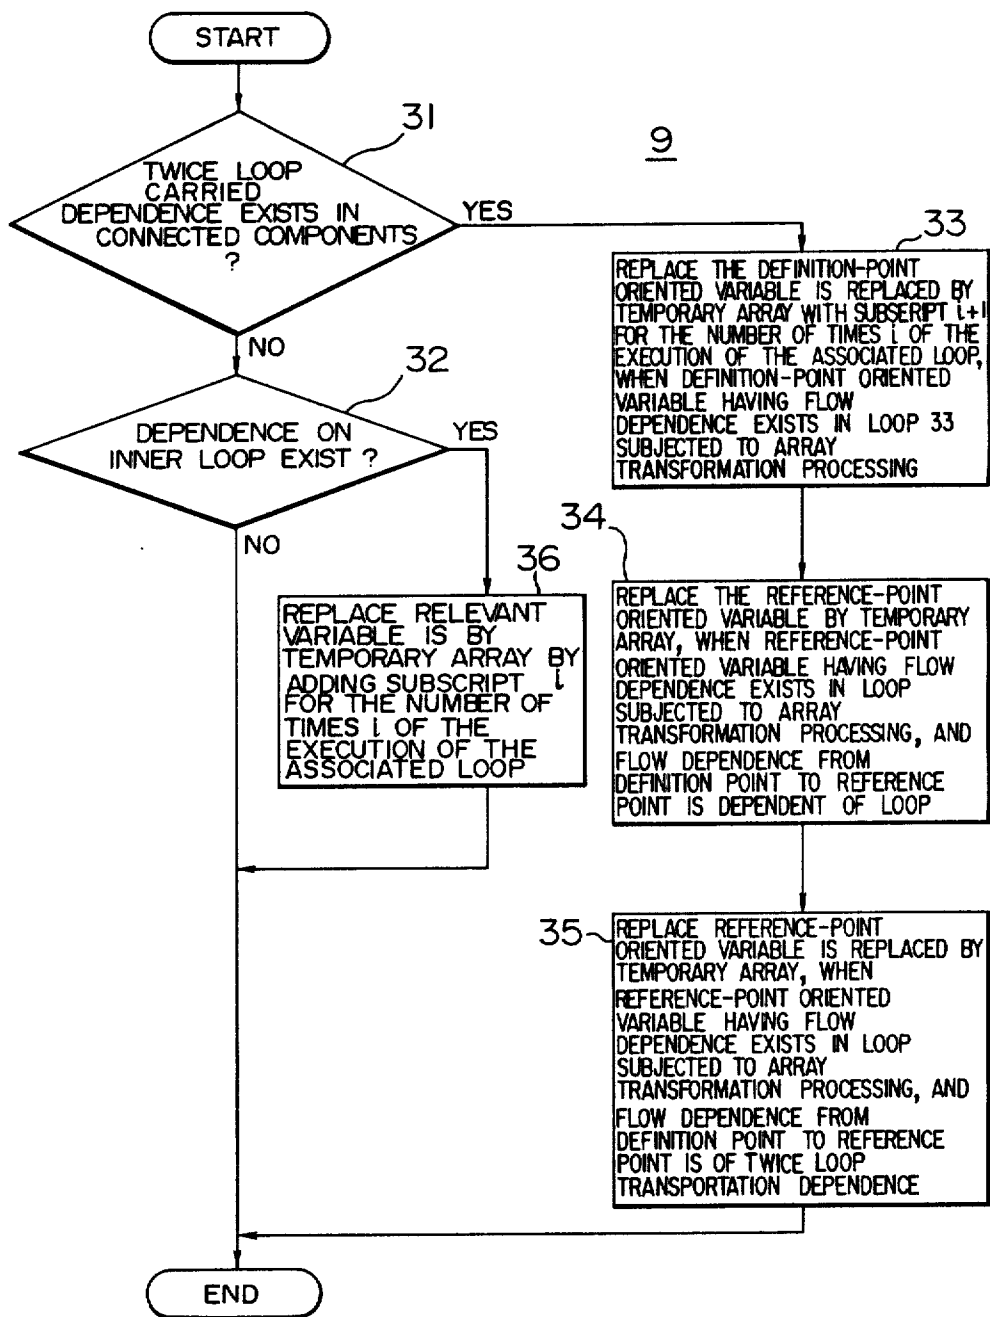 START
31
TWICE LOOP
CARRIED
DEPENDENCE EXISTS IN
CONNECTED COMPONENTS
?
YES
NO
9
32
DEPENDENCE ON
INNER LOOP EXIST ?
YES
NO
33
REPLACE THE DEFINITION-POINT
ORIENTED VARIABLE IS REPLACED BY
TEMPORARY ARRAY WITH SUBSERIPT i+1
FOR THE NUMBER OF TIMES i OF THE
EXECUTION OF THE ASSOCIATED LOOP,
WHEN DEFINITION-POINT ORIENTED
VARIABLE HAVING FLOW
DEPENDENCE EXISTS IN LOOP 33
SUBJECTED TO ARRAY
TRANSFORMATION PROCESSING
34
REPLACE THE REFERENCE-POINT
ORIENTED VARIABLE BY TEMPORARY
ARRAY, WHEN REFERENCE-POINT
ORIENTED VARIABLE HAVING FLOW
DEPENDENCE EXISTS IN LOOP
SUBJECTED TO ARRAY
TRANSFORMATION PROCESSING, AND
FLOW DEPENDENCE FROM
DEFINITION POINT TO REFERENCE
POINT IS DEPENDENT OF LOOP
36
REPLACE RELEVANT
VARIABLE IS BY
TEMPORARY ARRAY BY
ADDING SUBSCRIPT i
FOR THE NUMBER OF
TIMES i OF THE
EXECUTION OF THE
ASSOCIATED LOOP
35
REPLACE REFERENCE-POINT
ORIENTED VARIABLE IS REPLACED BY
TEMPORARY ARRAY, WHEN
REFERENCE-POINT ORIENTED
VARIABLE HAVING FLOW
DEPENDENCE EXISTS IN LOOP
SUBJECTED TO ARRAY
TRANSFORMATION PROCESSING, AND
FLOW DEPENDENCE FROM
DEFINITION POINT TO REFERENCE
POINT IS OF TWICE LOOP
TRANSPORTATION DEPENDENCE
END